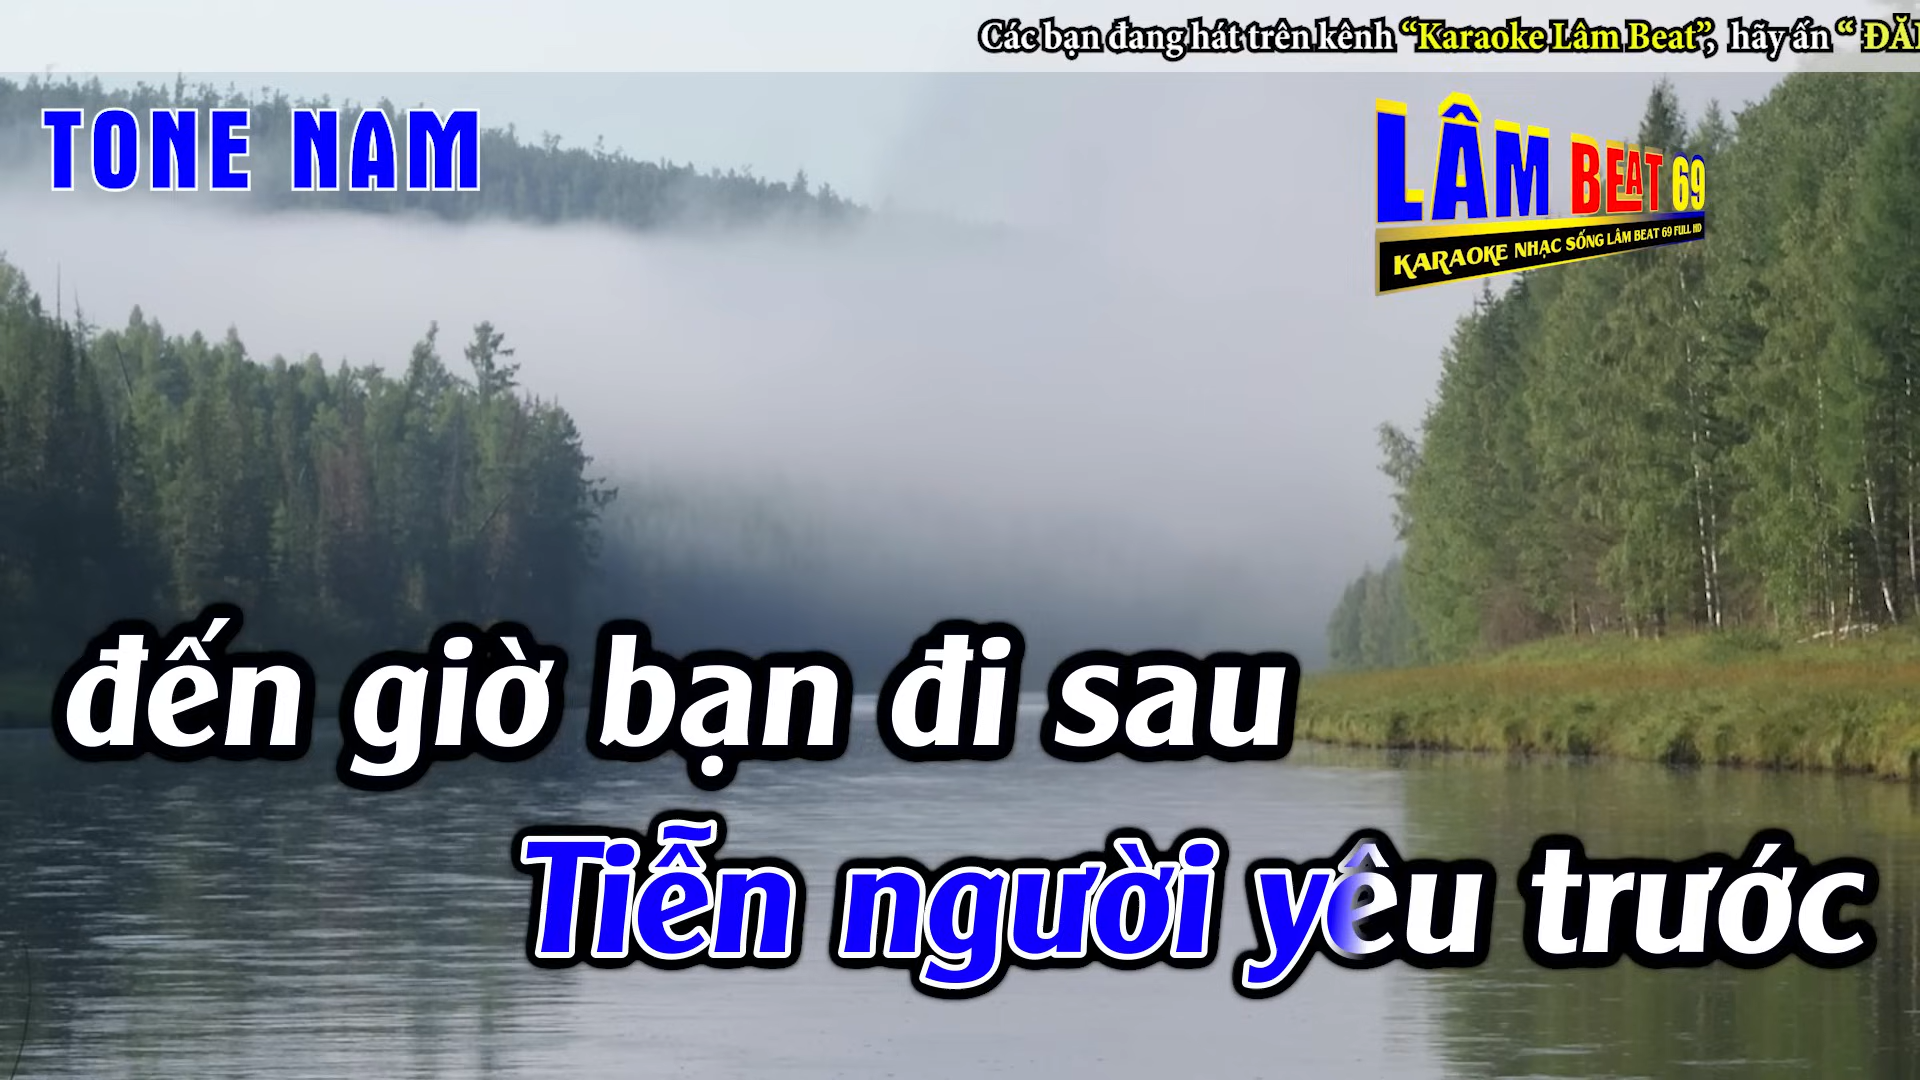 Các bạn đang hát trên kênh “Karaoke Lâm Beat”, hãy ấn “ ĐĂ
TONE NAM
LÂM BEAT 69
KARAOKE NHẠC SỐNG LÂM BEAT 69 FULL HD
đến giờ bạn đi sau
Tiễn người yêu trước